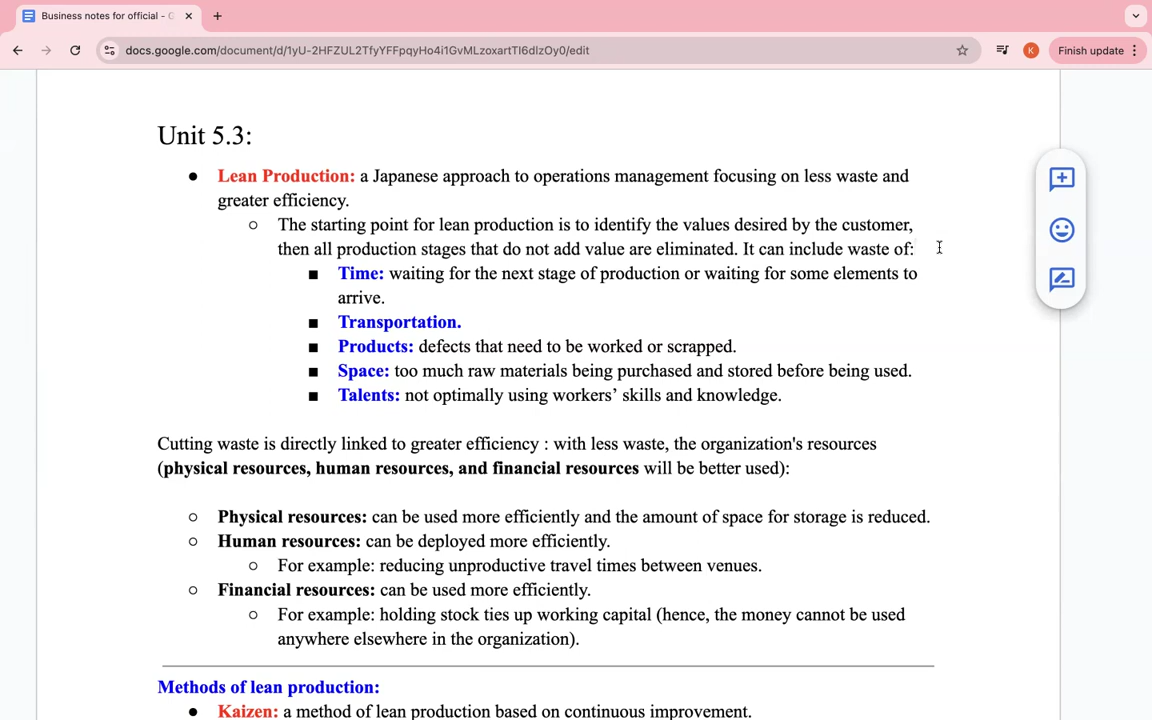 Business notes for official - G
docs.google.com/document/d/1yU-2HFZUL2TfyYFFpqyHo4i1GvMLzoxartTI6dIzOy0/edit
K
Finish update
Unit 5.3:
● Lean Production: a Japanese approach to operations management focusing on less waste and
greater efficiency.
○ The starting point for lean production is to identify the values desired by the customer,
then all production stages that do not add value are eliminated. It can include waste of:
■ Time: waiting for the next stage of production or waiting for some elements to
arrive.
■ Transportation.
■ Products: defects that need to be worked or scrapped.
■ Space: too much raw materials being purchased and stored before being used.
■ Talents: not optimally using workers’ skills and knowledge.
Cutting waste is directly linked to greater efficiency : with less waste, the organization's resources
(physical resources, human resources, and financial resources will be better used):
○ Physical resources: can be used more efficiently and the amount of space for storage is reduced.
○ Human resources: can be deployed more efficiently.
○ For example: reducing unproductive travel times between venues.
○ Financial resources: can be used more efficiently.
○ For example: holding stock ties up working capital (hence, the money cannot be used
anywhere elsewhere in the organization).
Methods of lean production:
● Kaizen: a method of lean production based on continuous improvement.